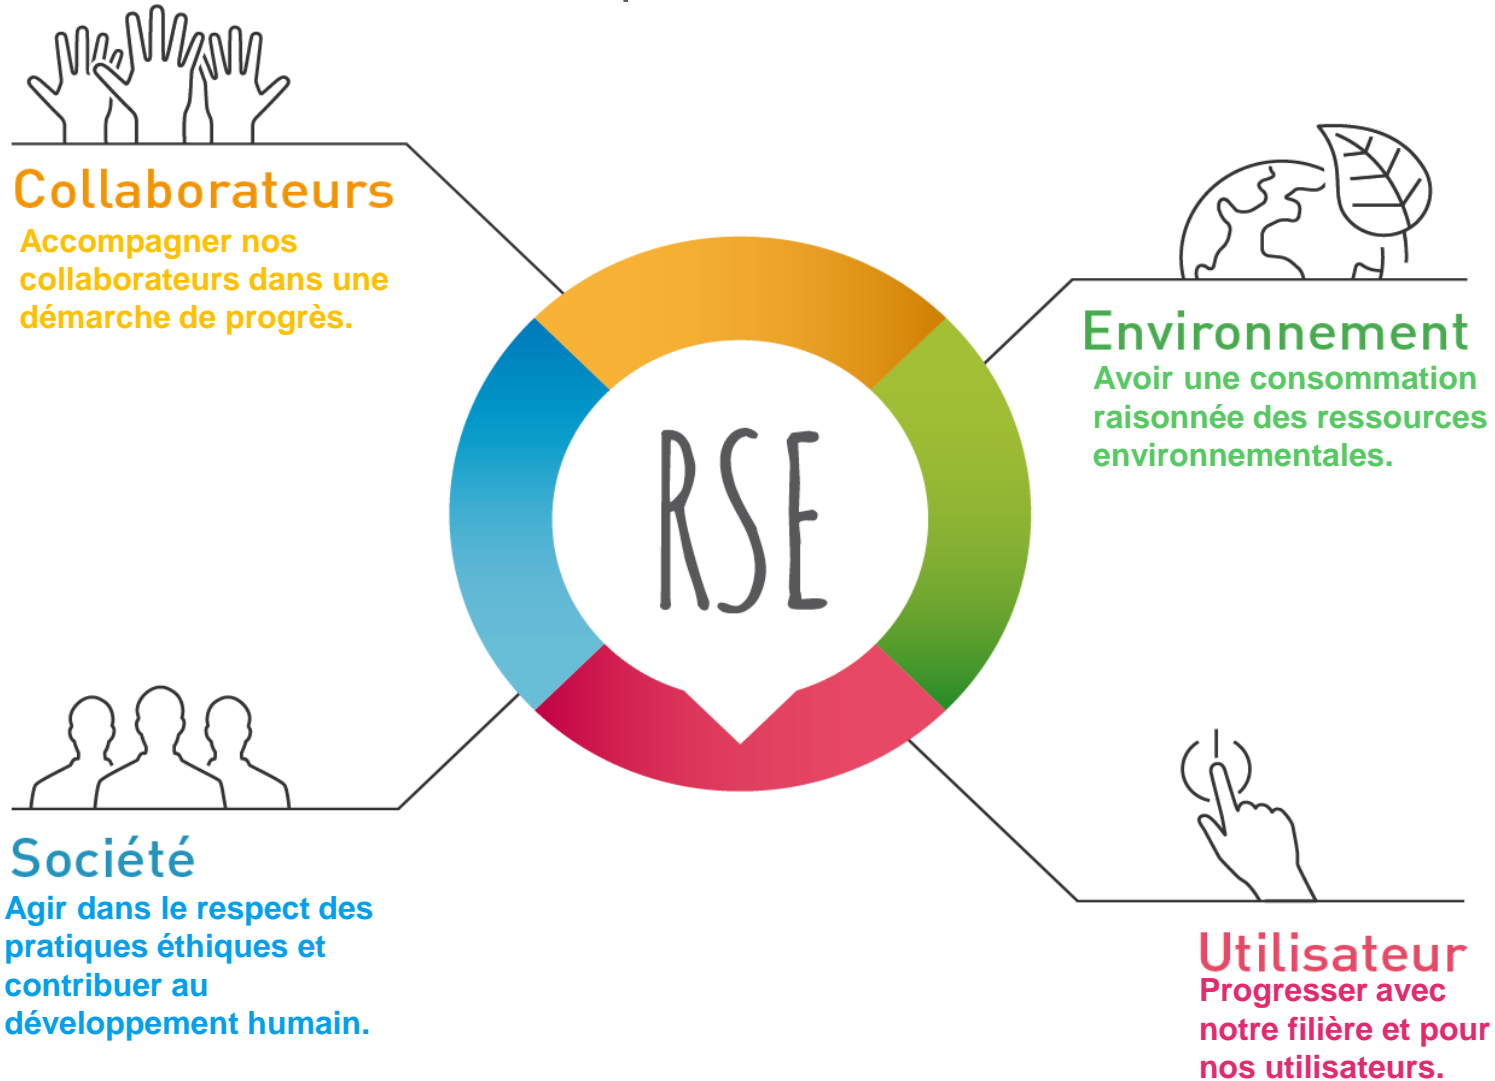 Collaborateurs
Accompagner nos
collaborateurs dans une
démarche de progrès.
Environnement
Avoir une consommation
raisonnée des ressources
environnementales.
RSE
Société
Agir dans le respect des
pratiques éthiques et
contribuer au
développement humain.
Utilisateur
Progresser avec
notre filière et pour
nos utilisateurs.